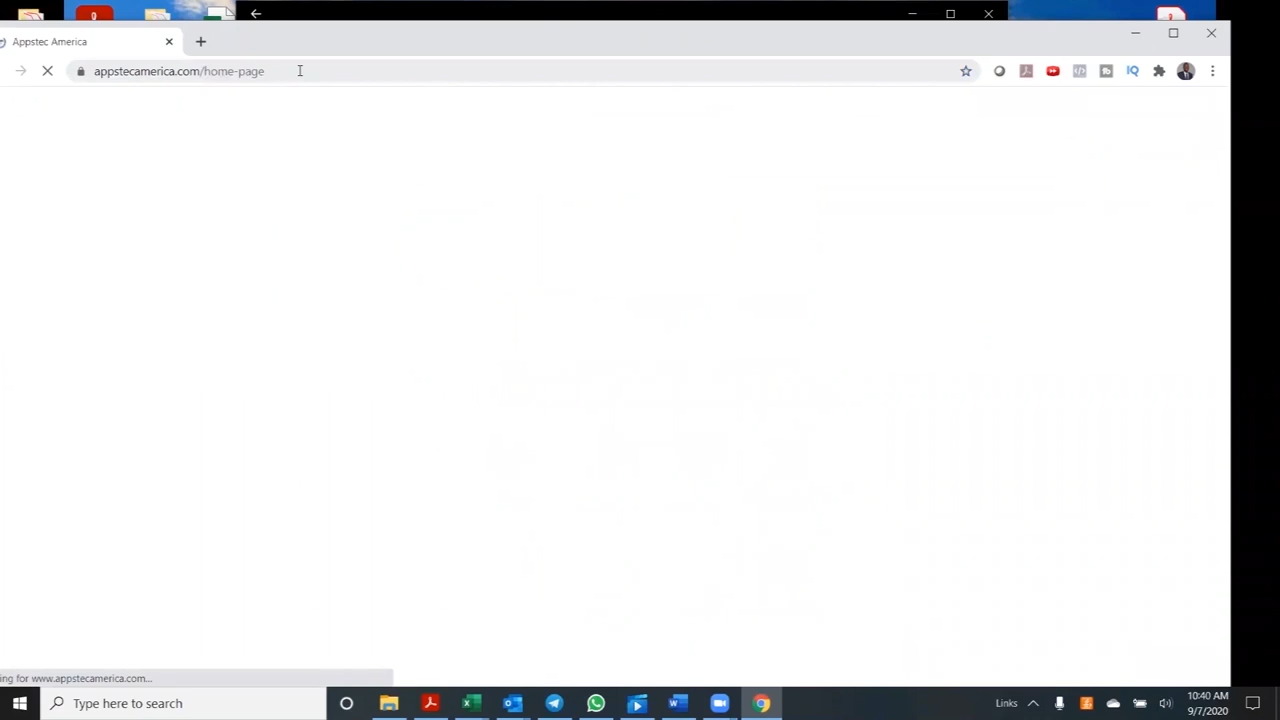 Appstec America
appstecamerica.com/home-page
IQ
ing for www.appstecamerica.com...
Type here to search
Links
10:40 AM
9/7/2020